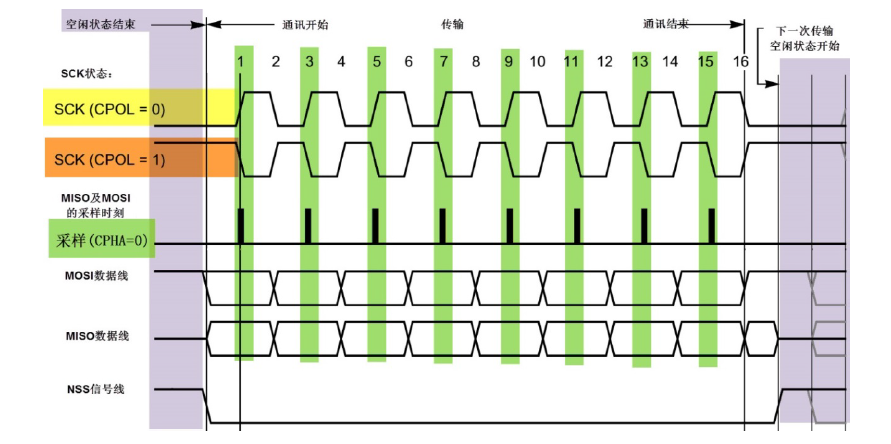 空闲状态结束
通讯开始
传输
通讯结束
下一次传输
空闲状态开始
1 2 3 4 5 6 7 8 9 10 11 12 13 14 15 16
SCK状态:
SCK (CPOL = 0)
SCK (CPOL = 1)
MISO及MOSI
的采样时刻
采样(CPHA=0)
MOSI数据线
MISO数据线
NSS信号线